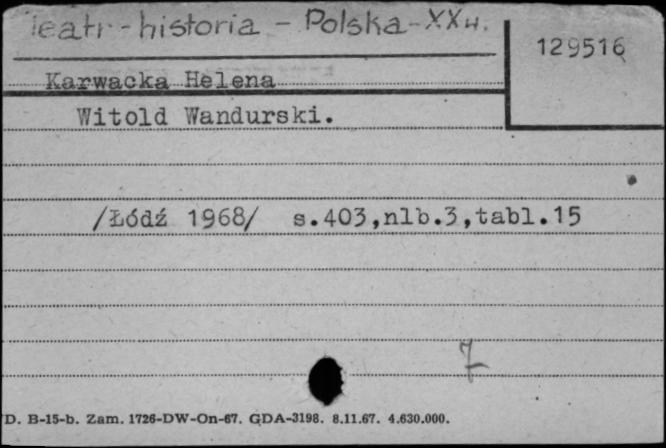 Teatr - historia - Polska - XX w.
129516
Karwacka Helena
Witold Wandurski.
/Łódź 1968/ s.403,nlb.3,tabl.15
7
D. B-15-b. Zam. 1726-DW-On-67. GDA-3198. 8.11.67. 4.630.000.